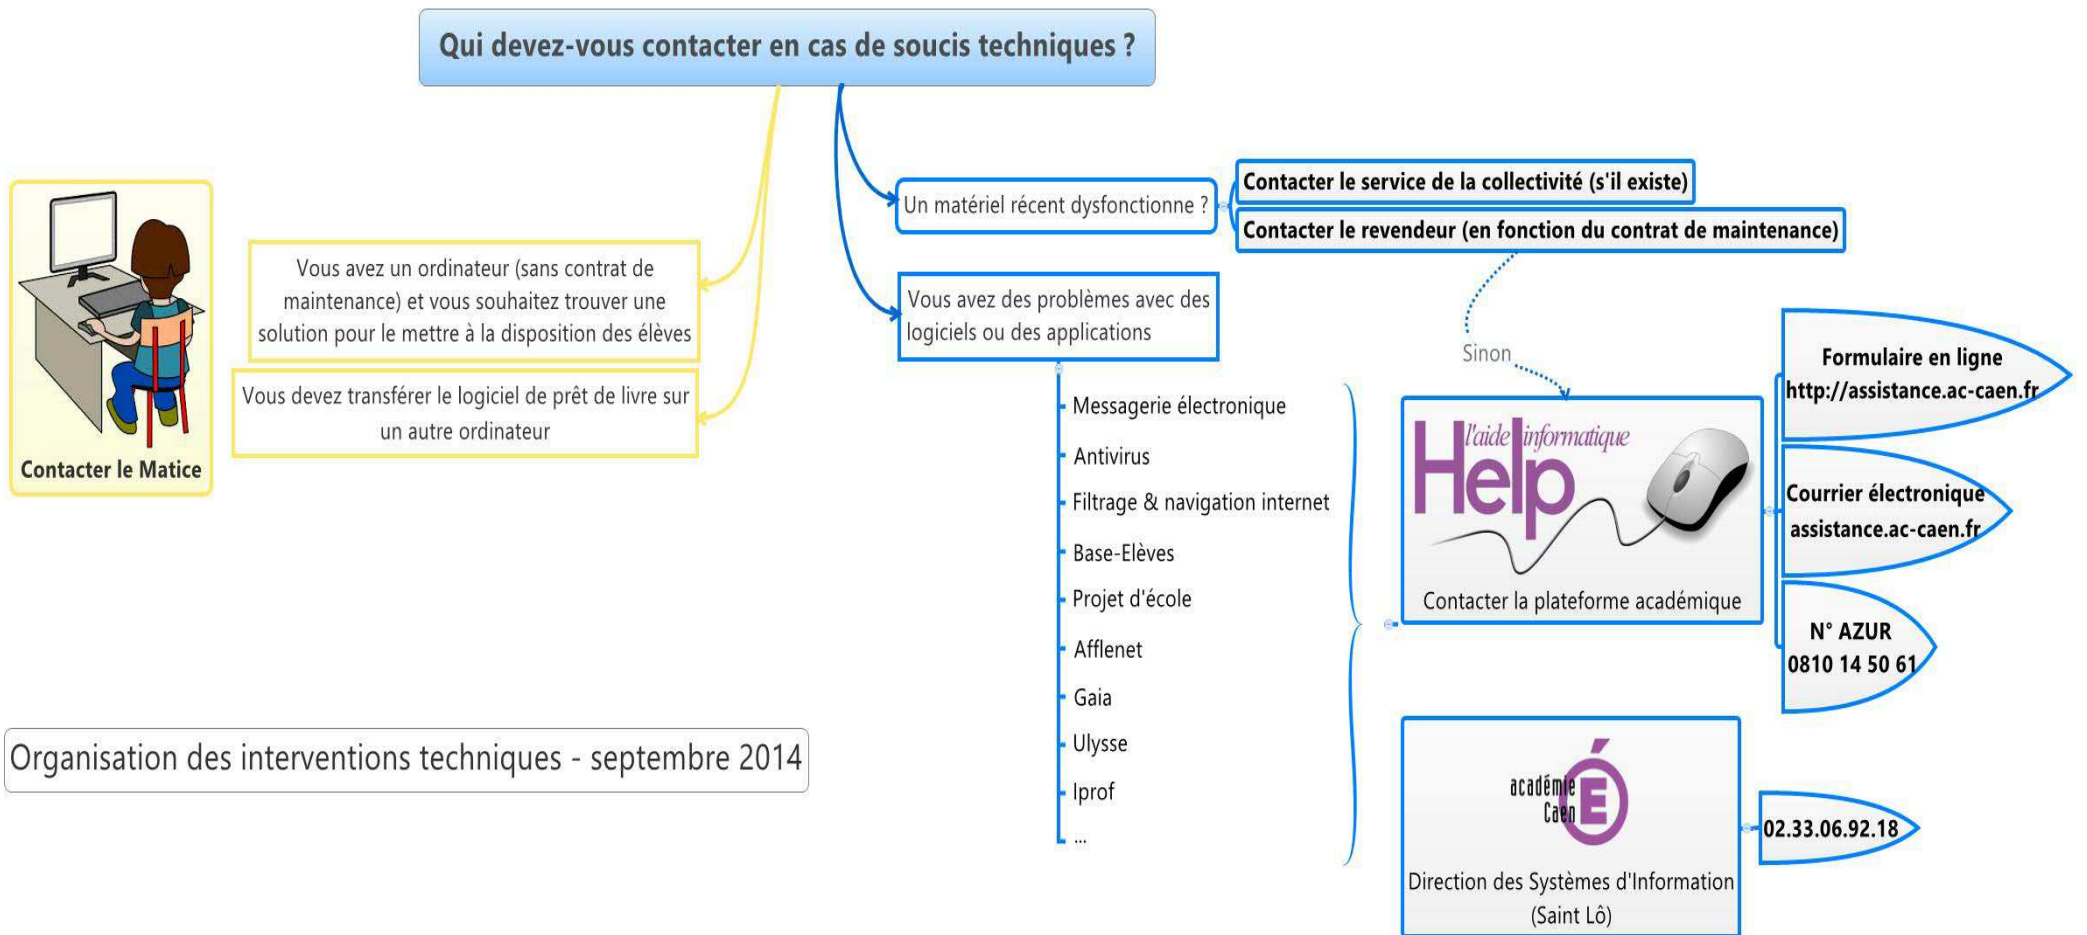 Qui devez-vous contacter en cas de soucis techniques ?
Contacter le Matice
Vous avez un ordinateur (sans contrat de
maintenance) et vous souhaitez trouver une
solution pour le mettre à la disposition des élèves
Vous devez transférer le logiciel de prêt de livre sur
un autre ordinateur
Un matériel récent dysfonctionne ?
Contacter le service de la collectivité (s'il existe)
Contacter le revendeur (en fonction du contrat de maintenance)
Sinon
Vous avez des problèmes avec des
logiciels ou des applications
Messagerie électronique
Antivirus
Filtrage & navigation internet
Base-Elèves
Projet d'école
Afflenet
Gaia
Ulysse
Iprof
...
l'aide informatique
Help
Contacter la plateforme académique
Formulaire en ligne
http://assistance.ac-caen.fr
Courrier électronique
assistance.ac-caen.fr
N° AZUR
0810 14 50 61
académie
Caen
É
Direction des Systèmes d'Information
(Saint Lô)
02.33.06.92.18
Organisation des interventions techniques - septembre 2014